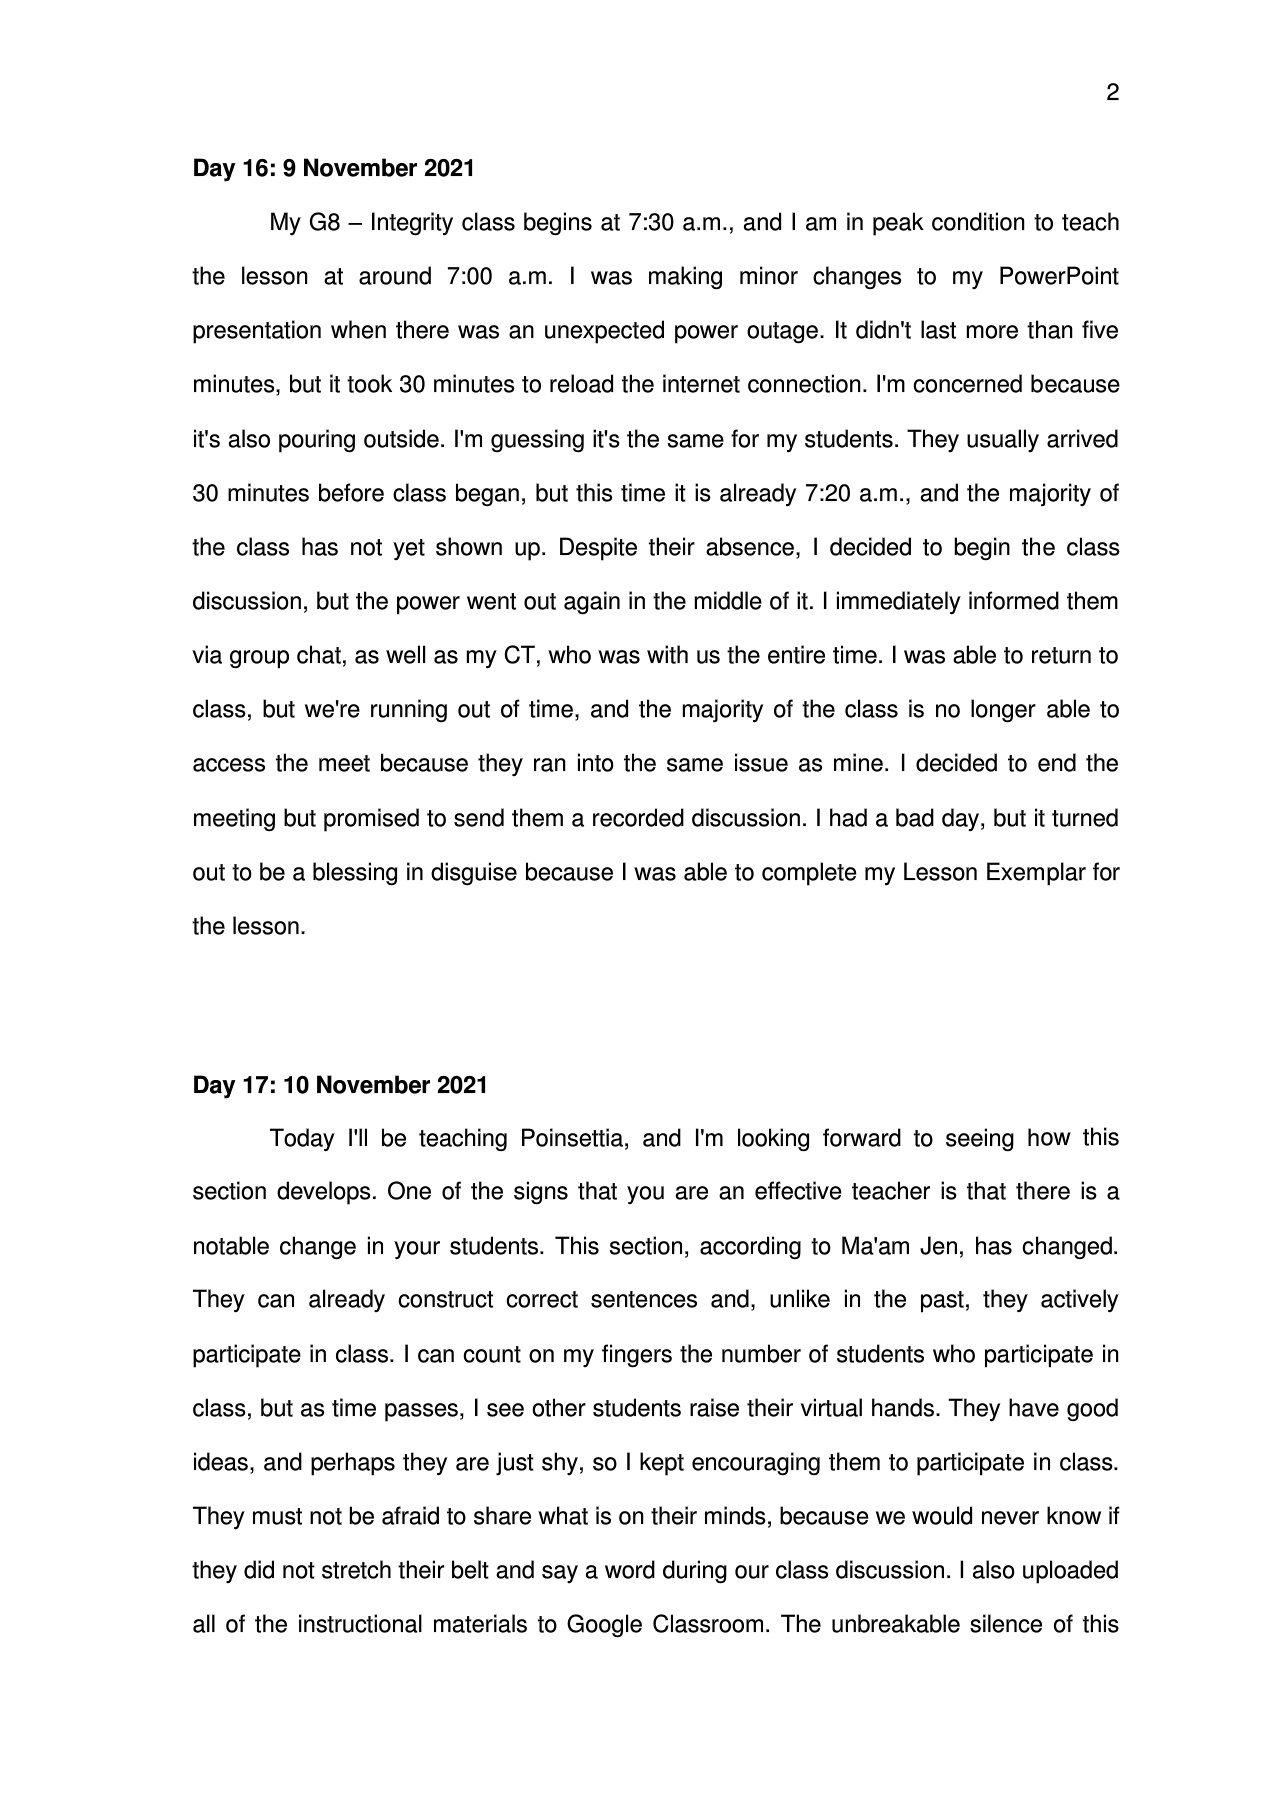 2
Day 16: 9 November 2021
My G8 – Integrity class begins at 7:30 a.m., and I am in peak condition to teach
the lesson at around 7:00 a.m. I was making minor changes to my PowerPoint
presentation when there was an unexpected power outage. It didn't last more than five
minutes, but it took 30 minutes to reload the internet connection. I'm concerned because
it's also pouring outside. I'm guessing it's the same for my students. They usually arrived
30 minutes before class began, but this time it is already 7:20 a.m., and the majority of
the class has not yet shown up. Despite their absence, I decided to begin the class
discussion, but the power went out again in the middle of it. I immediately informed them
via group chat, as well as my CT, who was with us the entire time. I was able to return to
class, but we're running out of time, and the majority of the class is no longer able to
access the meet because they ran into the same issue as mine. I decided to end the
meeting but promised to send them a recorded discussion. I had a bad day, but it turned
out to be a blessing in disguise because I was able to complete my Lesson Exemplar for
the lesson.
Day 17: 10 November 2021
Today I'll be teaching Poinsettia, and I'm looking forward to seeing how this
section develops. One of the signs that you are an effective teacher is that there is a
notable change in your students. This section, according to Ma'am Jen, has changed.
They can already construct correct sentences and, unlike in the past, they actively
participate in class. I can count on my fingers the number of students who participate in
class, but as time passes, I see other students raise their virtual hands. They have good
ideas, and perhaps they are just shy, so I kept encouraging them to participate in class.
They must not be afraid to share what is on their minds, because we would never know if
they did not stretch their belt and say a word during our class discussion. I also uploaded
all of the instructional materials to Google Classroom. The unbreakable silence of this